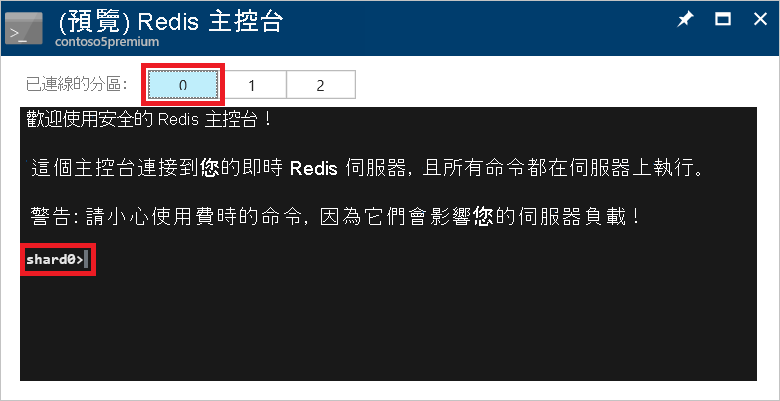 (預覽) Redis 主控台
contoso5premium
已連線的分區: 0 1 2
歡迎使用安全的 Redis 主控台！
這個主控台連接到您的即時 Redis 伺服器, 且所有命令都在伺服器上執行。
警告: 請小心使用費時的命令, 因為它們會影響您的伺服器負載！
shard0>